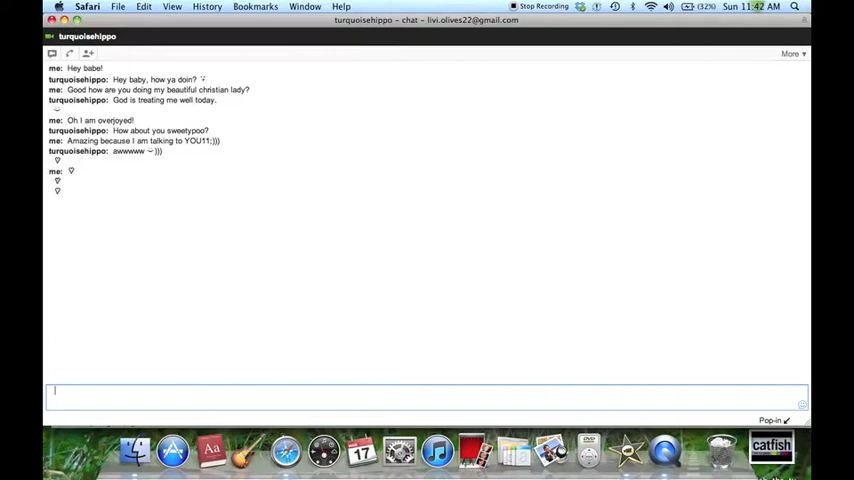 Safari File Edit View History Bookmarks Window Help Stop Recording (32%) Sun 11:42 AM
turquoisehippo - chat - livi.olives22@gmail.com
turquoisehippo
More ▾
me: Hey babe!
turquoisehippo: Hey baby, how ya doin?
me: Good how are you doing my beautiful christian lady?
turquoisehippo: God is treating me well today.
me: Oh I am overjoyed!
turquoisehippo: How about you sweetypoo?
me: Amazing because I am talking to YOU11;)))
turquoisehippo: awwwww )))
me:
Pop-in
Aa
17
catfish